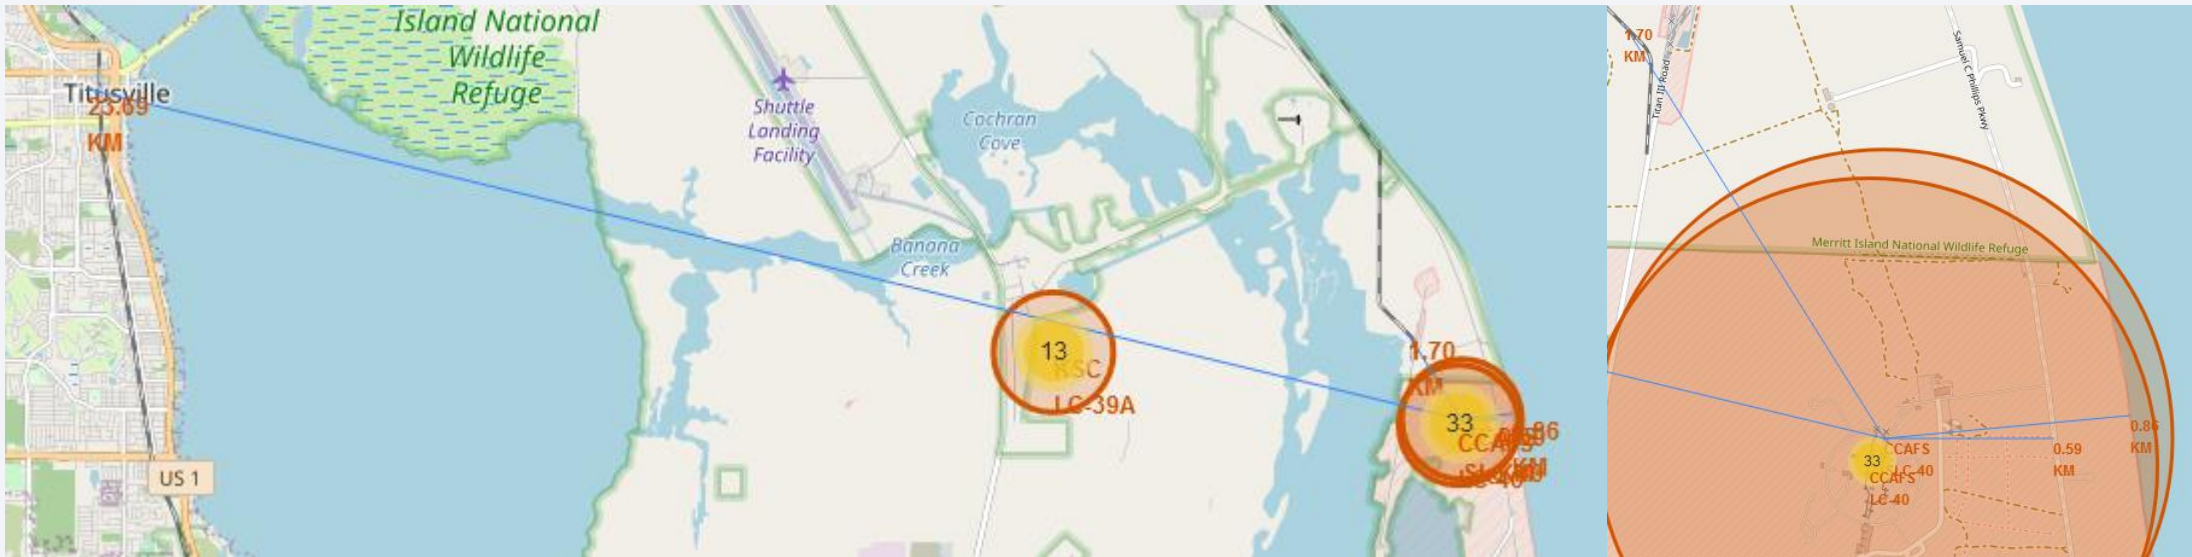 Island National
Wildlife
Refuge
Titusville
23.69
KM
Shuttle
Landing
Facility
Cochran
Cove
Banana
Creek
13
KSC
LC-39A
1.70
KM
33
US 1
1.70
KM
Titan III Road
Samuel C Phillips Pkwy
Merritt Island National Wildlife Refuge
0.86
KM
0.59
KM
33
CCAFS
SLC-40
CCAFS
LC-40